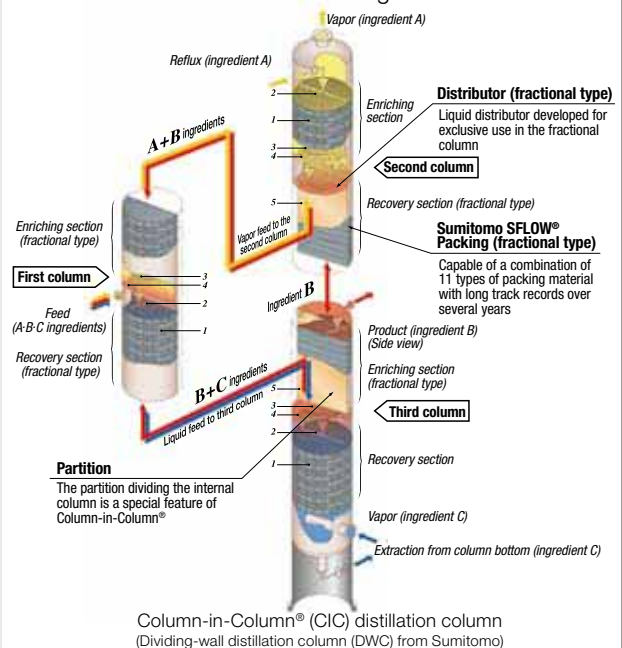 Vapor (ingredient A)
Reflux (ingredient A)
2
1
Enriching
section
3
4
Distributor (fractional type)
Liquid distributor developed for
exclusive use in the fractional
column
Second column
A+B ingredients
5
Recovery section (fractional type)
Vapor feed to the
second column
Sumitomo SFLOW®
Packing (fractional type)
Capable of a combination of
11 types of packing material
with long track records over
several years
Enriching section
(fractional type)
First column
3
4
2
Feed
(A·B·C ingredients)
1
Recovery section
(fractional type)
Ingredient B
Product (ingredient B)
(Side view)
Enriching section
(fractional type)
B+C ingredients
Liquid feed to third column
5
3
4
Third column
2
1
Recovery section
Partition
The partition dividing the internal
column is a special feature of
Column-in-Column®
Vapor (ingredient C)
Extraction from column bottom (ingredient C)
Column-in-Column® (CIC) distillation column
(Dividing-wall distillation column (DWC) from Sumitomo)